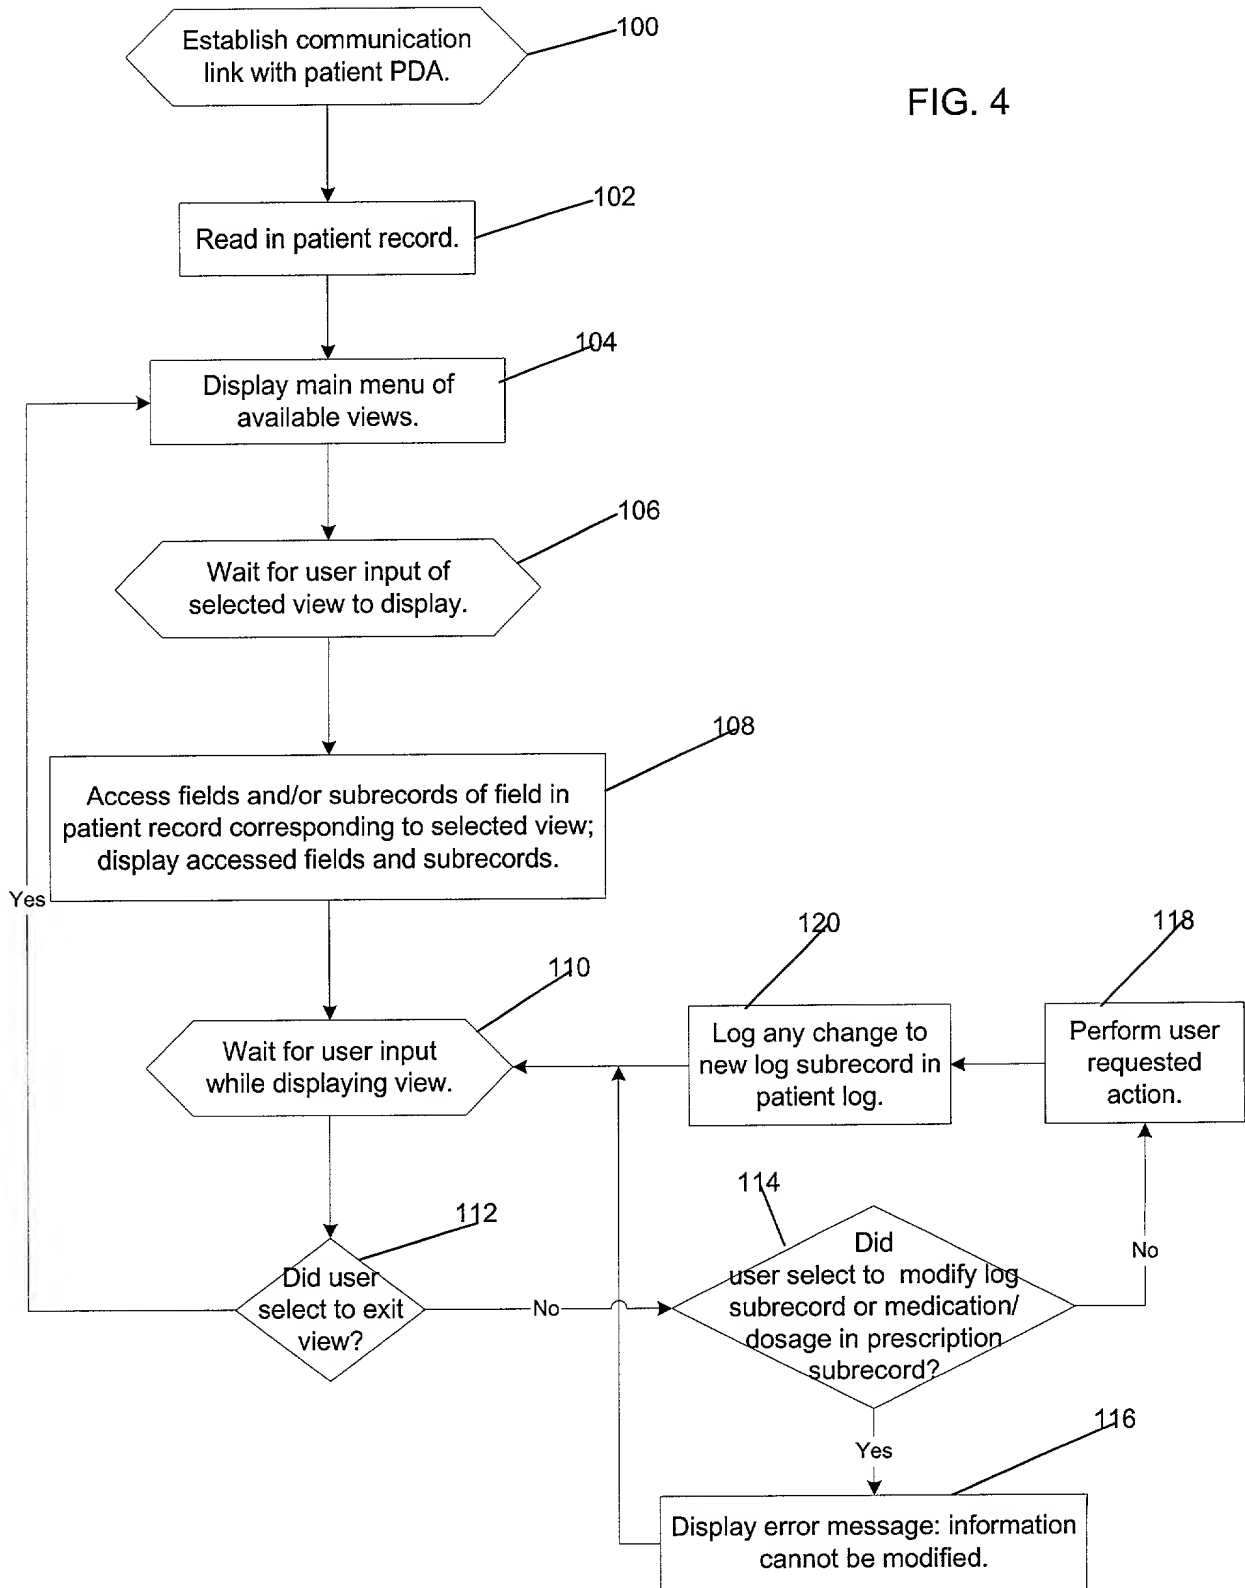 Establish communication
link with patient PDA.
100
FIG. 4
102
Read in patient record.
104
Display main menu of
available views.
106
Wait for user input of
selected view to display.
108
Access fields and/or subrecords of field in
patient record corresponding to selected view;
display accessed fields and subrecords.
Yes
110
Wait for user input
while displaying view.
120
Log any change to
new log subrecord in
patient log.
118
Perform user
requested
action.
112
Did user
select to exit
view?
No
114
Did
user select to modify log
subrecord or medication/
dosage in prescription
subrecord?
No
Yes
116
Display error message: information
cannot be modified.